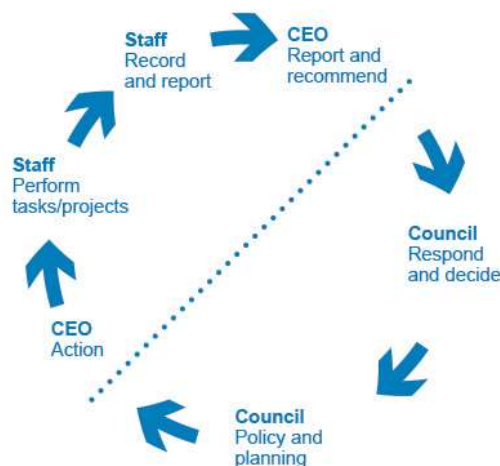 Staff
Record
and report
CEO
Report and
recommend
Staff
Perform
tasks/projects
Council
Respond
and decide
CEO
Action
Council
Policy and
planning